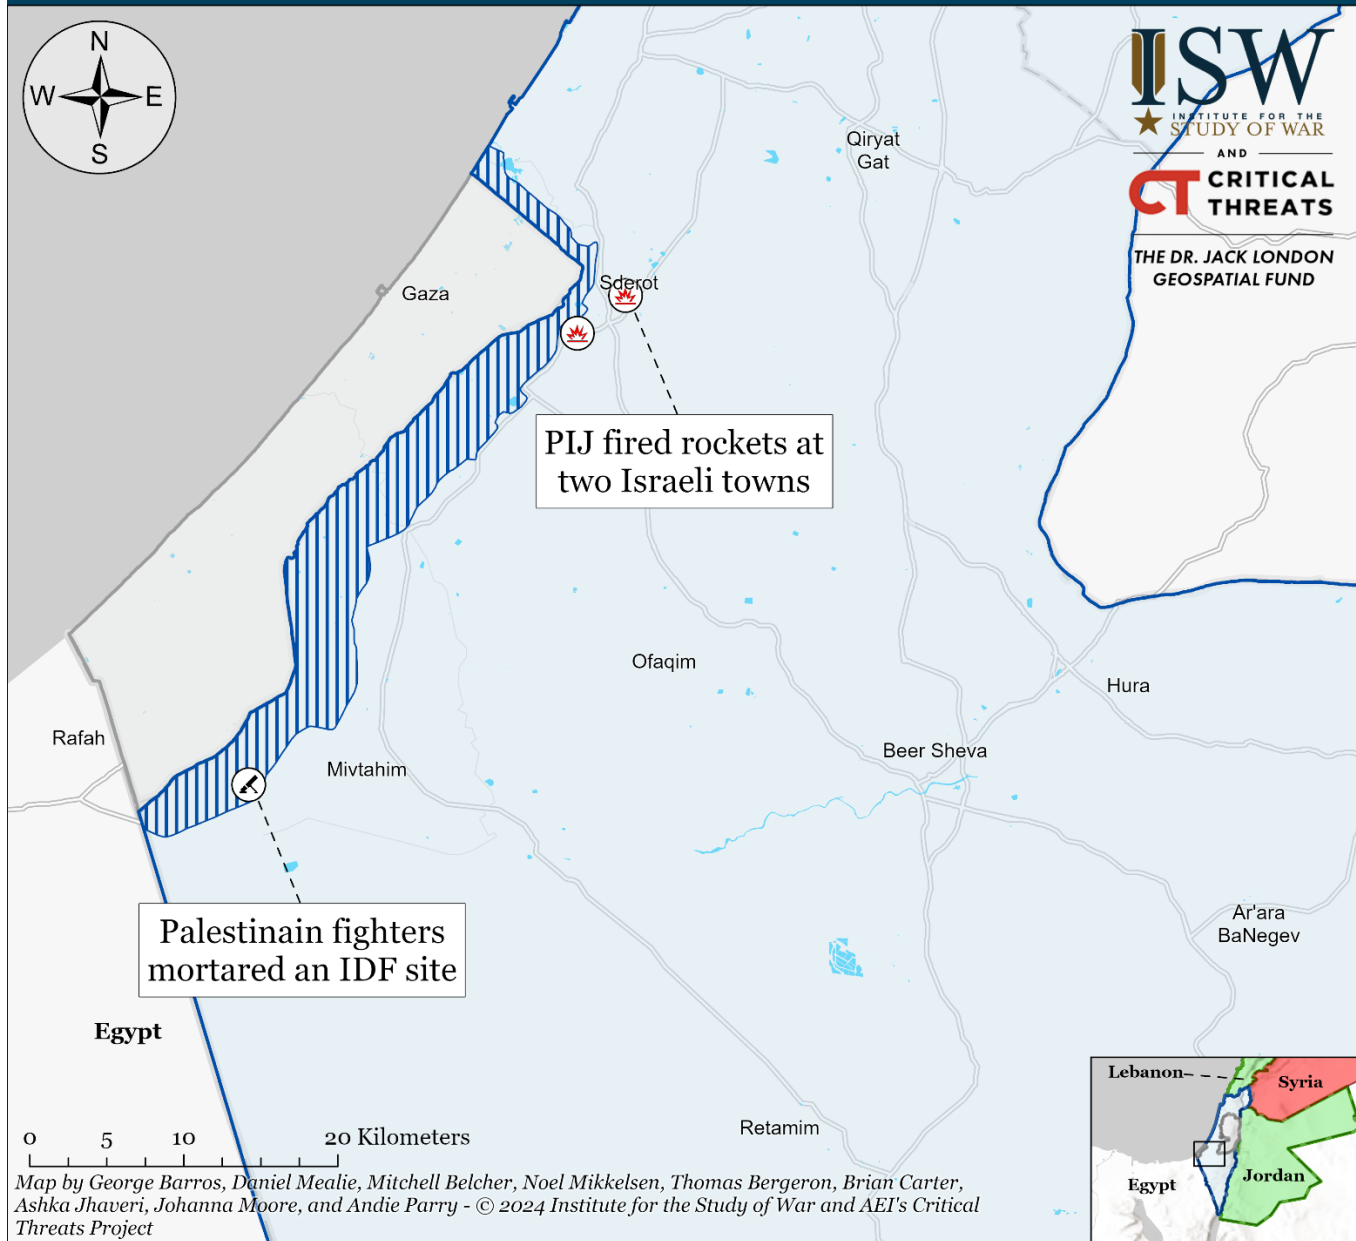 N
W E
S
ISW
INSTITUTE FOR THE
STUDY OF WAR
AND
CT CRITICAL
THREATS
THE DR. JACK LONDON
GEOSPATIAL FUND
Qiryat
Gat
Gaza
Sderot
PIJ fired rockets at
two Israeli towns
Ofaqim
Hura
Rafah
Beer Sheva
Mivtahim
Ar'ara
BaNegev
Palestinain fighters
mortared an IDF site
Egypt
Retamim
0 5 10 20 Kilometers
Map by George Barros, Daniel Mealie, Mitchell Belcher, Noel Mikkelsen, Thomas Bergeron, Brian Carter,
Ashka Jhaveri, Johanna Moore, and Andie Parry - © 2024 Institute for the Study of War and AEI's Critical
Threats Project
Lebanon
Syria
Jordan
Egypt